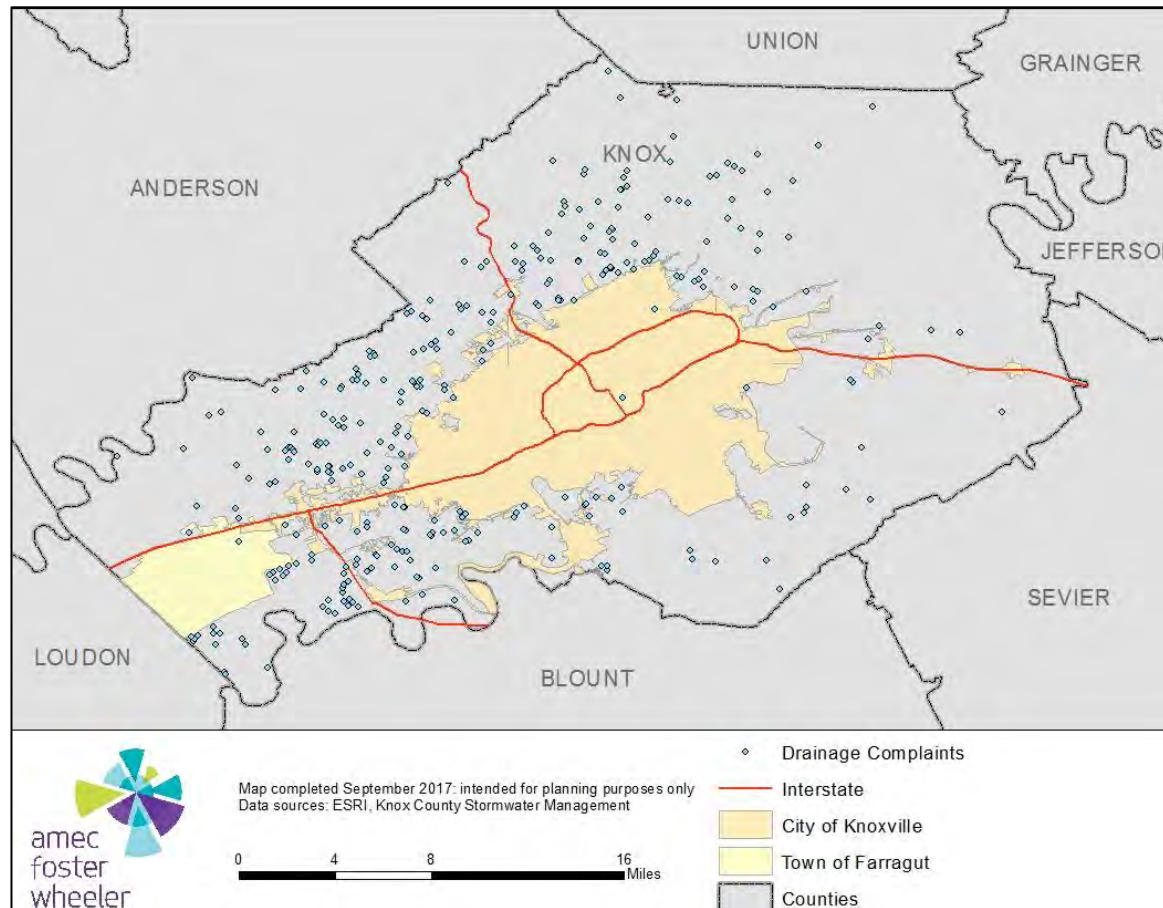 UNION
GRAINGER
KNOX
ANDERSON
JEFFERSON
SEVIER
LOUDON
BLOUNT
amec
foster
wheeler
Map completed September 2017: intended for planning purposes only
Data sources: ESRI, Knox County Stormwater Management
0 4 8 16
Miles
Drainage Complaints
Interstate
City of Knoxville
Town of Farragut
Counties